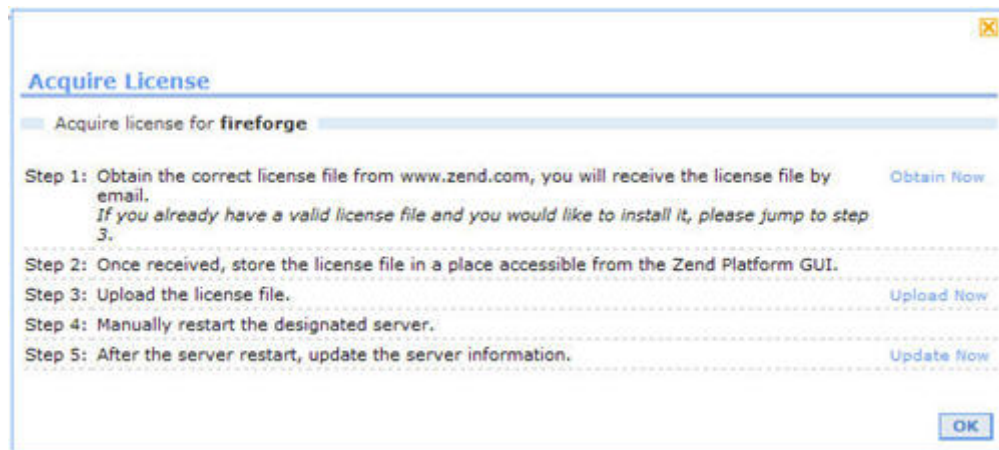 Acquire License
Acquire license for fireforge
Step 1: Obtain the correct license file from www.zend.com, you will receive the license file by Obtain Now
email.
If you already have a valid license file and you would like to install it, please jump to step
3.
Step 2: Once received, store the license file in a place accessible from the Zend Platform GUI.
Step 3: Upload the license file. Upload Now
Step 4: Manually restart the designated server.
Step 5: After the server restart, update the server information. Update Now
OK